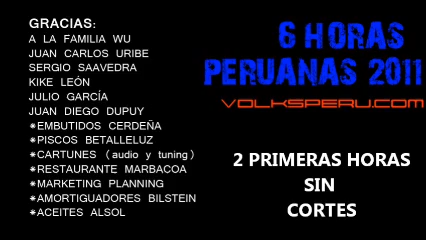 GRACIAS:
A LA FAMILIA WU
JUAN CARLOS URIBE
SERGIO SAAVEDRA
KIKE LEÓN
JULIO GARCÍA
JUAN DIEGO DUPUY
*EMBUTIDOS CERDEÑA
*PISCOS BETALLELUZ
*CARTUNES (audio y tuning)
*RESTAURANTE MARBACOA
*MARKETING PLANNING
*AMORTIGUADORES BILSTEIN
*ACEITES ALSOL
6 HORAS
PERUANAS 2011
VOLKSPERU.COM
2 PRIMERAS HORAS
SIN
CORTES